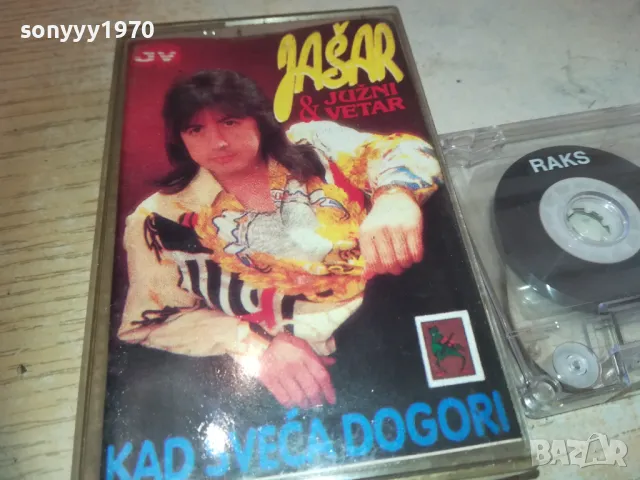 sonyyy1970
JV
JAŠAR
& JUŽNI
VETAR
RAKS
KAD SVEĆA DOGORI
BAZAR